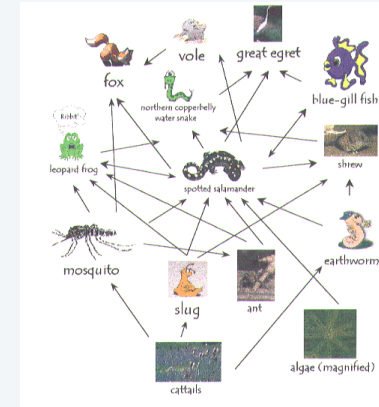 vole
great egret
fox
northern copperbelly
water snake
blue-gill fish
Ribbit!
leopard frog
shrew
spotted salamander
mosquito
earthworm
slug
ant
algae (magnified)
cattails